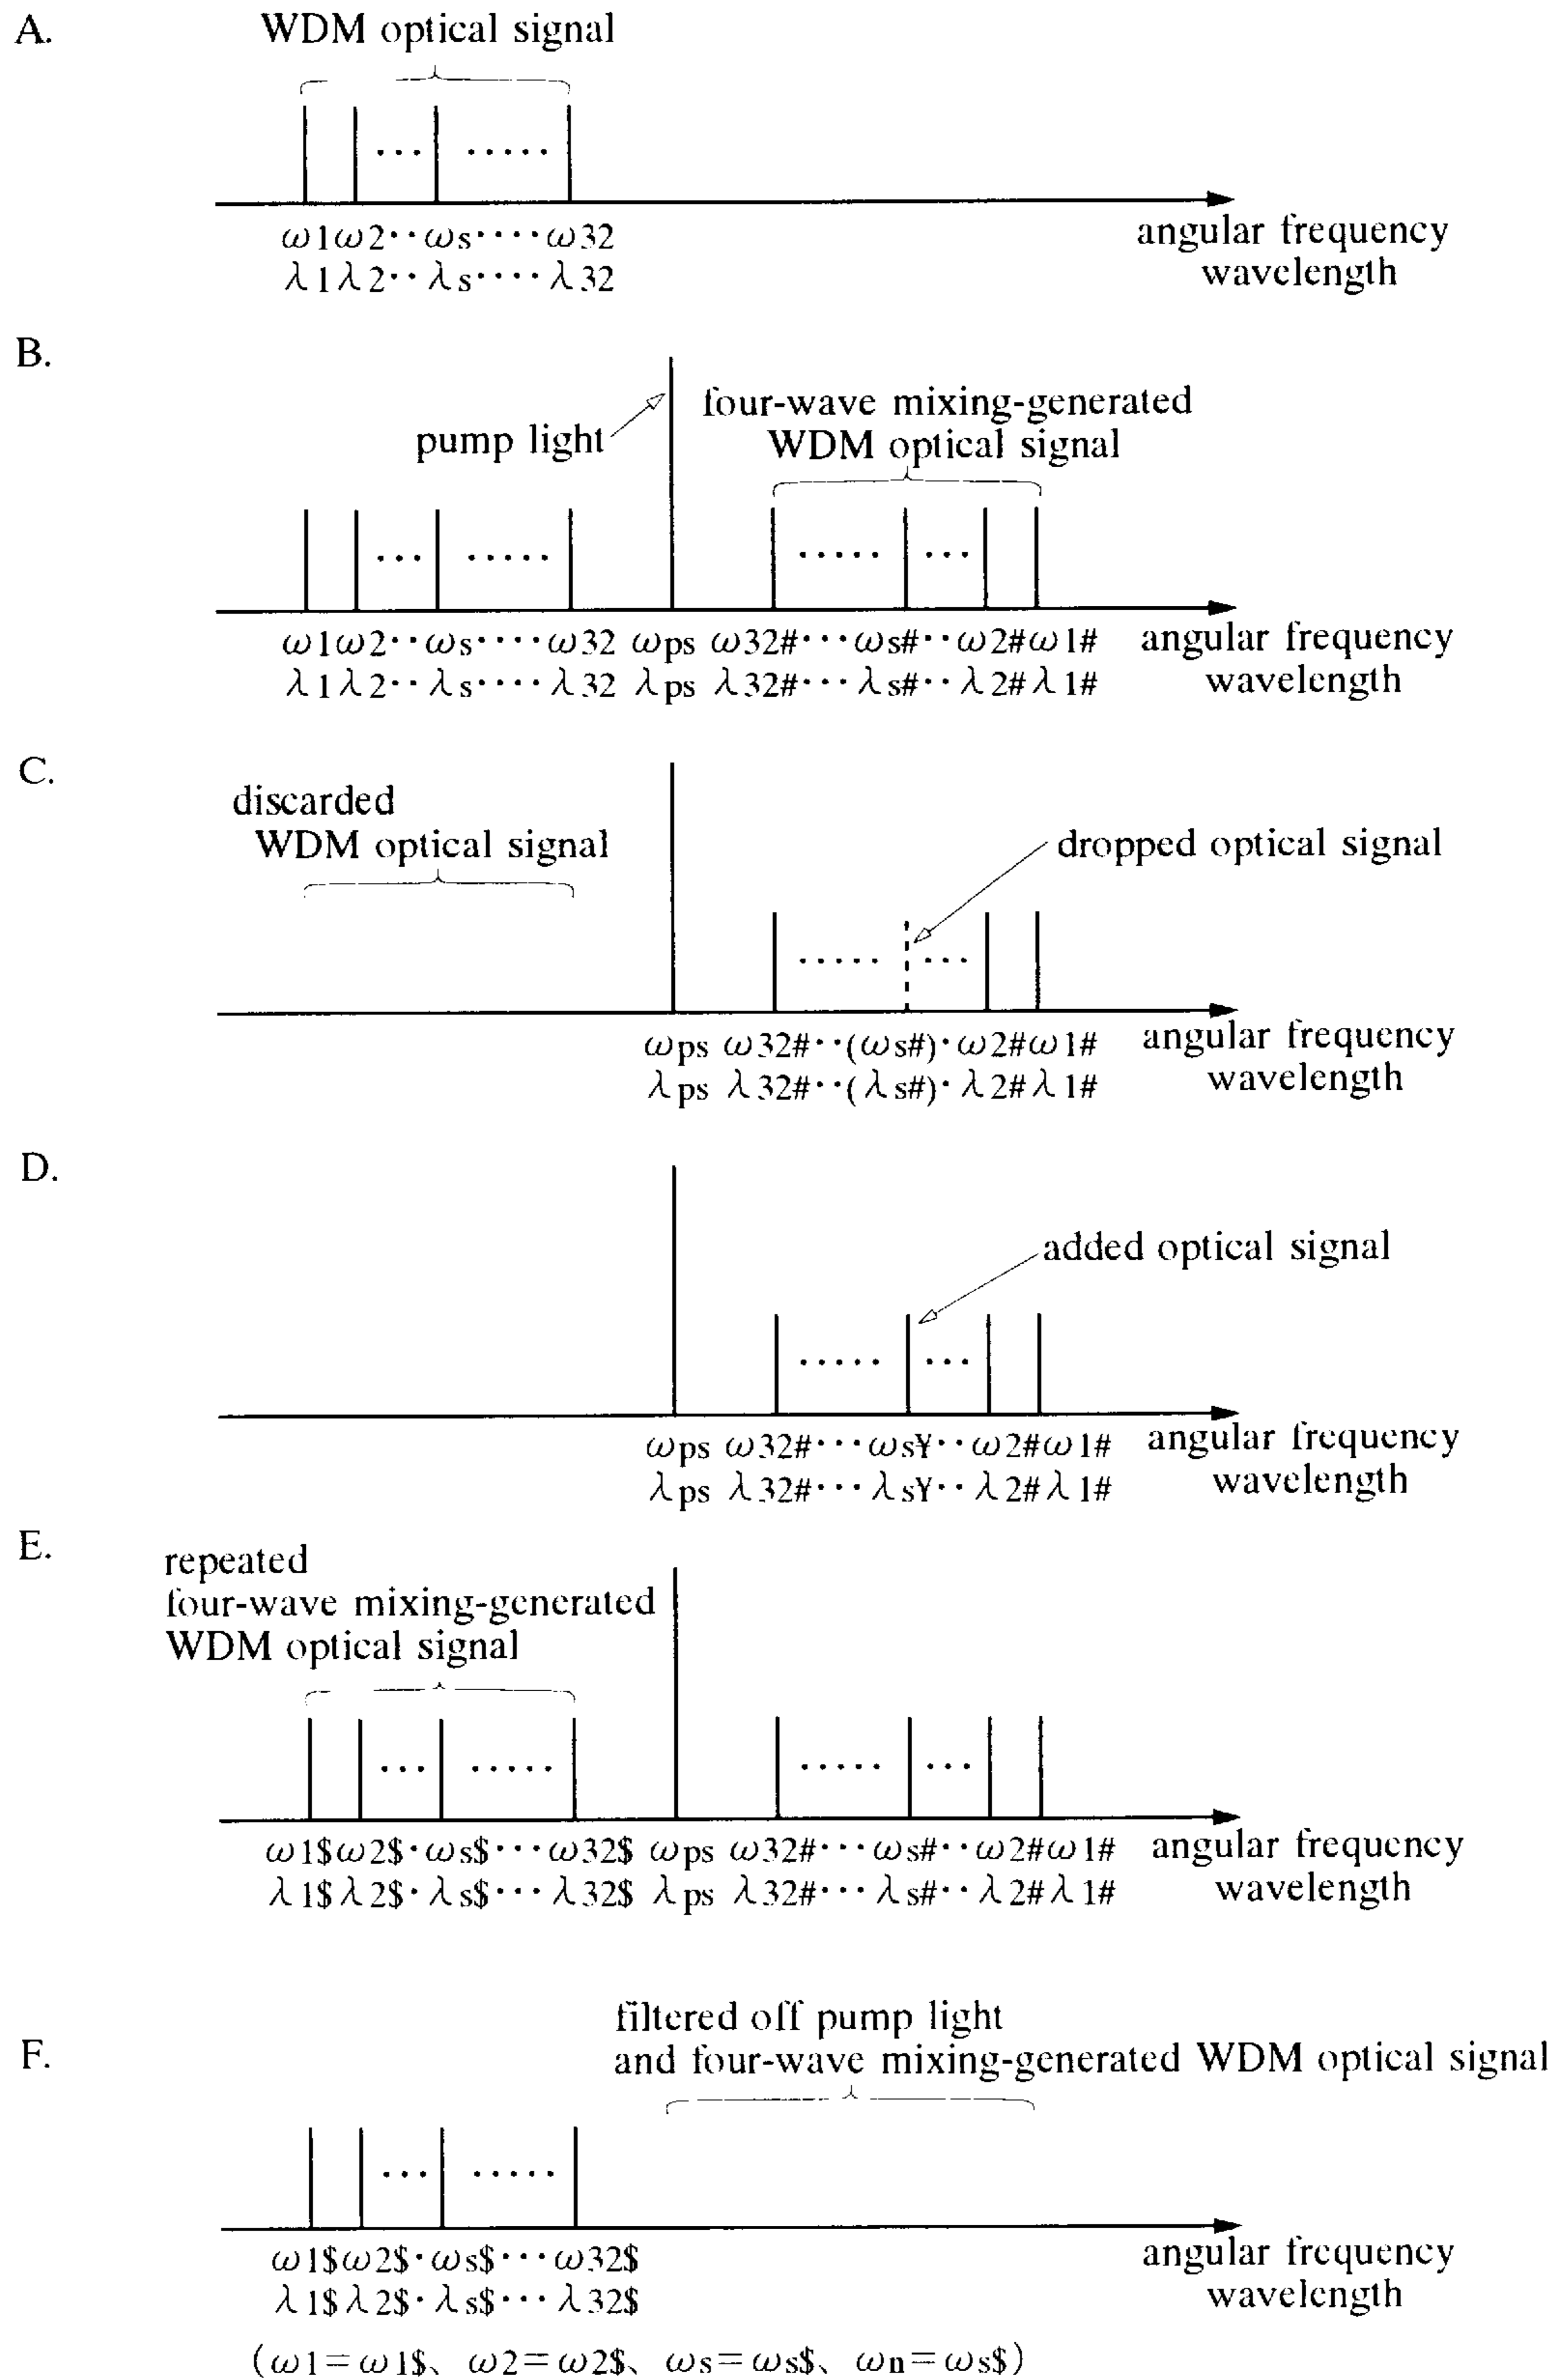 A.
WDM optical signal
ω1ω2··ωs····ω32
λ1λ2··λs····λ32
angular frequency
wavelength
B.
pump light
four-wave mixing-generated
WDM optical signal
ω1ω2··ωs····ω32 ωps ω32#···ωs#··ω2#ω1#
λ1λ2··λs····λ32 λps λ32#···λs#··λ2#λ1#
angular frequency
wavelength
C.
discarded
WDM optical signal
dropped optical signal
ωps ω32#··(ωs#)·ω2#ω1#
λps λ32#··(λs#)·λ2#λ1#
angular frequency
wavelength
D.
added optical signal
ωps ω32#···ωs¥··ω2#ω1#
λps λ32#···λs¥··λ2#λ1#
angular frequency
wavelength
E.
repeated
four-wave mixing-generated
WDM optical signal
ω1$ω2$·ωs$···ω32$ ωps ω32#···ωs#··ω2#ω1#
λ1$λ2$·λs$···λ32$ λps λ32#···λs#··λ2#λ1#
angular frequency
wavelength
F.
filtered off pump light
and four-wave mixing-generated WDM optical signal
ω1$ω2$·ωs$···ω32$
λ1$λ2$·λs$···λ32$
angular frequency
wavelength
(ω1=ω1$、ω2=ω2$、ωs=ωs$、ωn=ωs$)